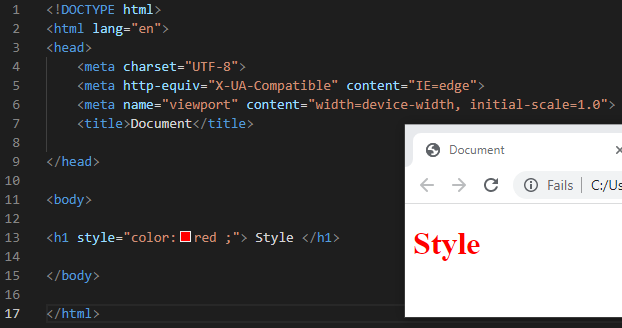 1 <!DOCTYPE html>
2 <html lang="en">
3 <head>
4     <meta charset="UTF-8">
5     <meta http-equiv="X-UA-Compatible" content="IE=edge">
6     <meta name="viewport" content="width=device-width, initial-scale=1.0">
7     <title>Document</title>
8
9 </head>
10
11 <body>
12
13 <h1 style="color: red ;"> Style </h1>
14
15 </body>
16
17 </html>
Document
Fails | C:/Us
Style